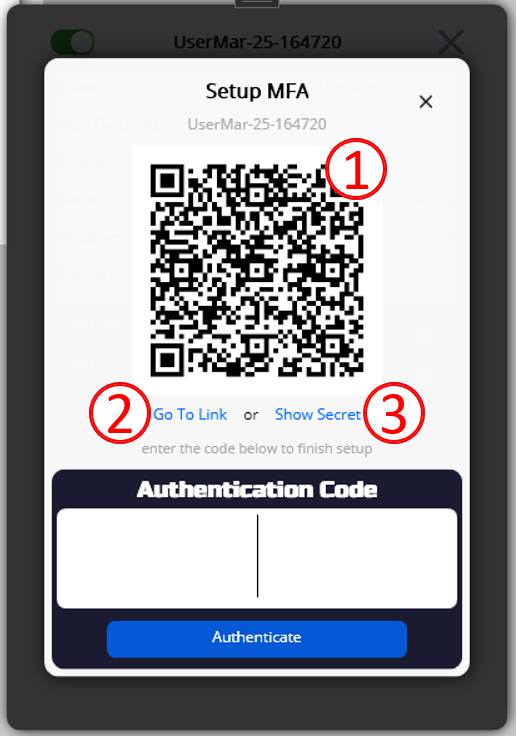 UserMar-25-164720
Setup MFA
UserMar-25-164720
1
2 Go To Link or Show Secret 3
enter the code below to finish setup
Authentication Code
Authenticate